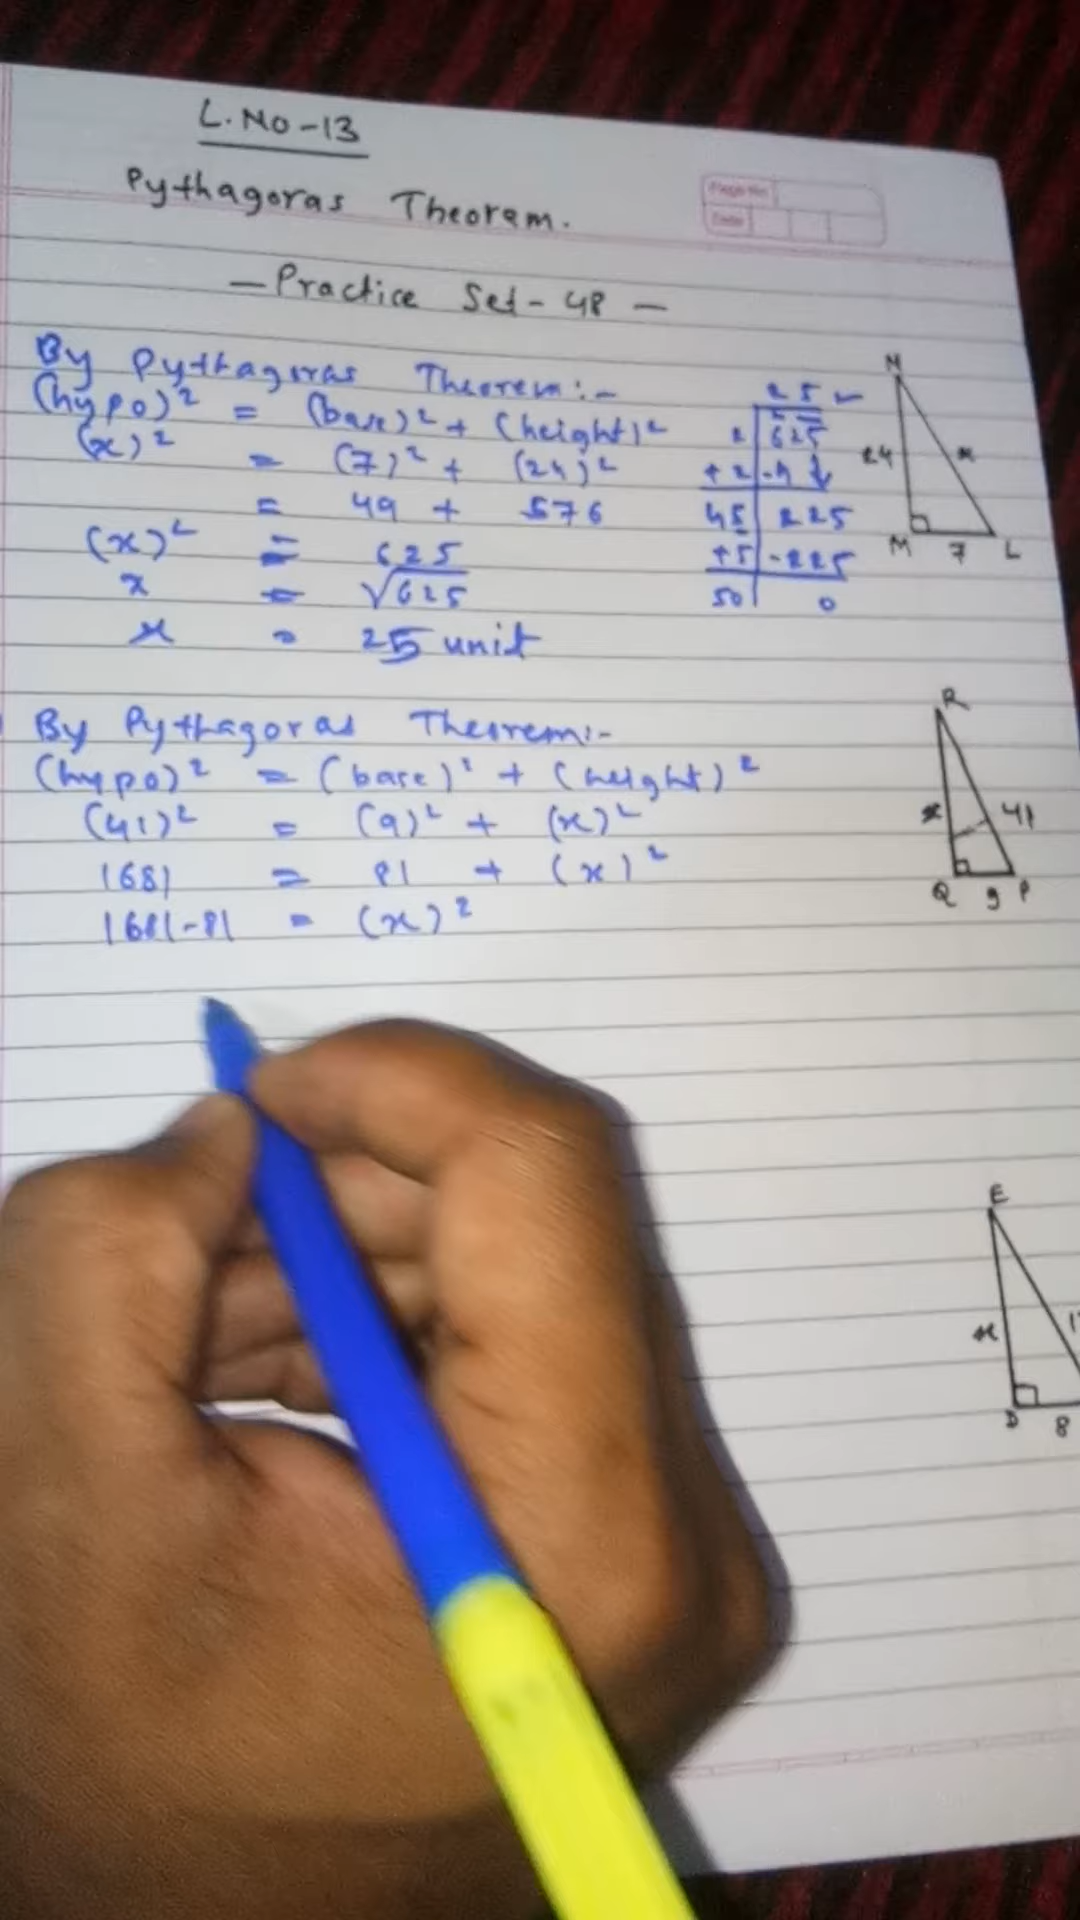 L.No-13
Pythagoras Theorem.
Page No
Date
- Practice Set - 48 -
By Pythagoras Theorem:-
(hypo)² = (base)² + (height)²
(x)² = (7)² + (24)²
= 49 + 576
(x)² = 625
x = √625
x = 25 unit
25
2 625
+2 -4 ↓
45 225
+5 -225
50 0
N
24 x
M 7 L
By Pythagoras Theorem:-
(hypo)² = (base)² + (height)²
(41)² = (9)² + (x)²
1681 = 81 + (x)²
1681-81 = (x)²
R
x 41
Q 9 P
E
x
D 8